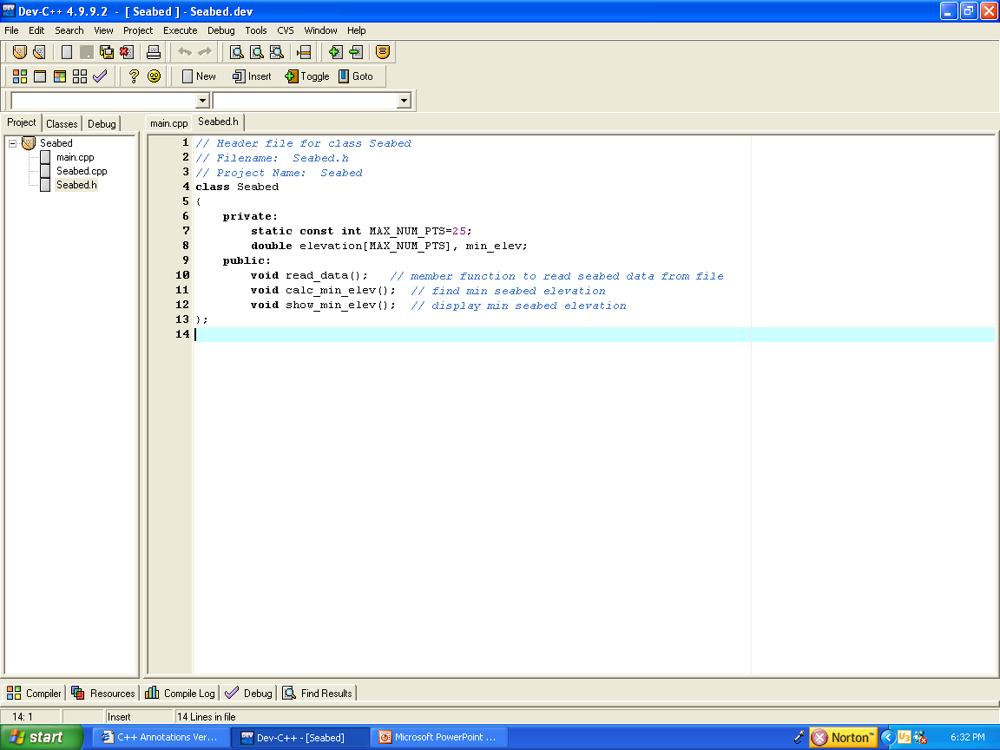 Dev-C++ 4.9.9.2 - [ Seabed ] - Seabed.dev
File Edit Search View Project Execute Debug Tools CVS Window Help
New Insert Toggle Goto
Project Classes Debug
main.cpp Seabed.h
Seabed
main.cpp
Seabed.cpp
Seabed.h
1 // Header file for class Seabed
2 // Filename:  Seabed.h
3 // Project Name:  Seabed
4 class Seabed
5 {
6     private:
7         static const int MAX_NUM_PTS=25;
8         double elevation[MAX_NUM_PTS], min_elev;
9     public:
10         void read_data();   // member function to read seabed data from file
11         void calc_min_elev();  // find min seabed elevation
12         void show_min_elev();  // display min seabed elevation
13 };
14
Compiler Resources Compile Log Debug Find Results
14: 1 Insert 14 Lines in file
start C++ Annotations Ver... Dev-C++ - [Seabed] Microsoft PowerPoint ... Norton™ U3 6:32 PM